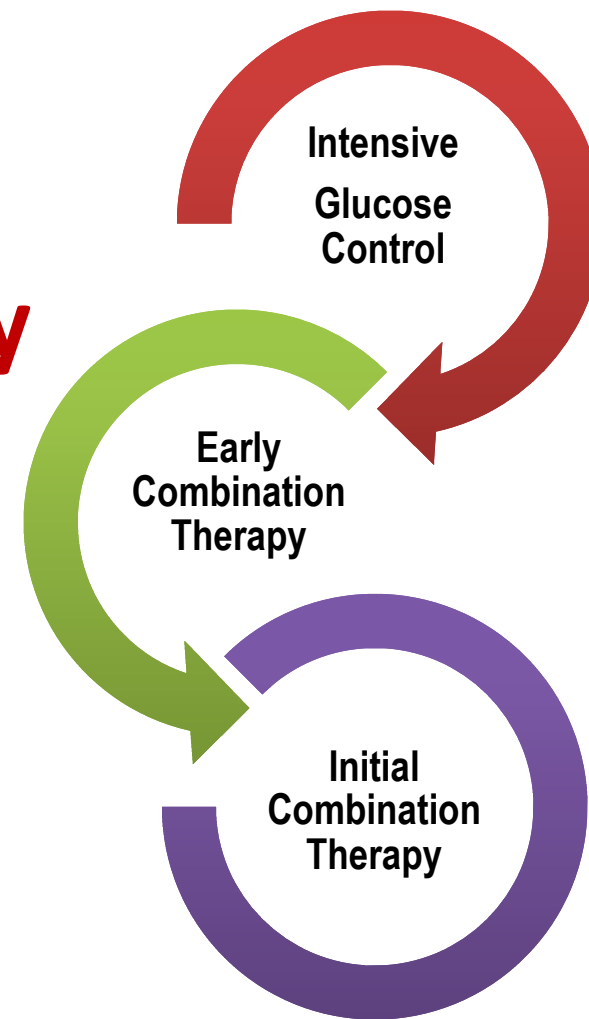 Intensive
Glucose
Control
y
Early
Combination
Therapy
Initial
Combination
Therapy